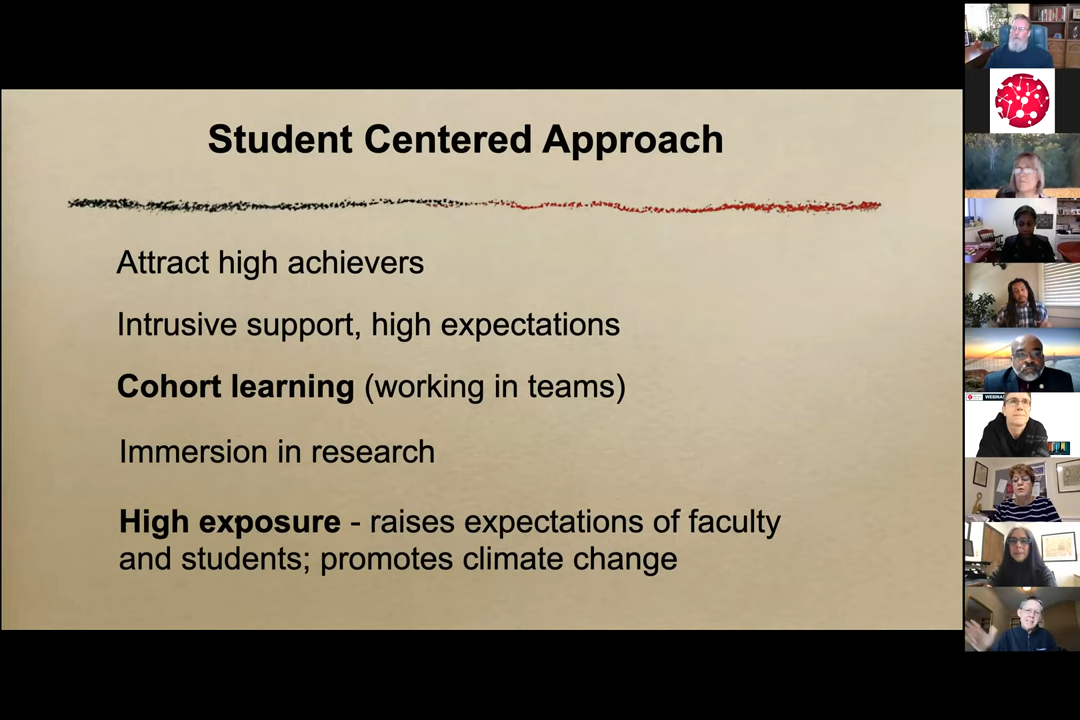 Student Centered Approach
Attract high achievers
Intrusive support, high expectations
Cohort learning (working in teams)
Immersion in research
High exposure - raises expectations of faculty
and students; promotes climate change
WEBINA